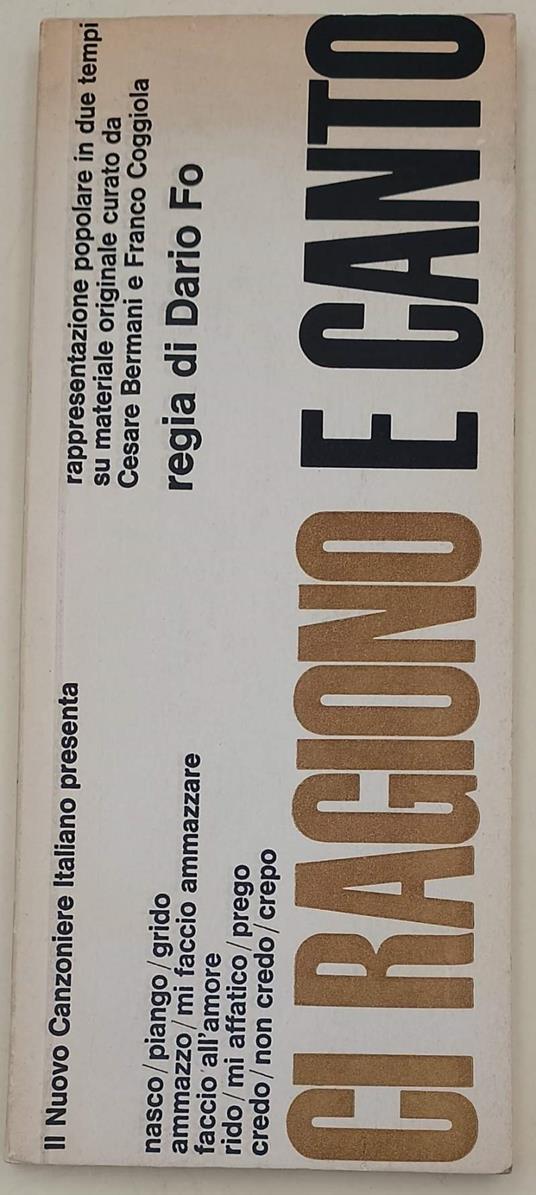 Il Nuovo Canzoniere Italiano presenta
rappresentazione popolare in due tempi
su materiale originale curato da
Cesare Bermani e Franco Coggiola
regia di Dario Fo
nasco/piango/grido
ammazzo/mi faccio ammazzare
faccio all'amore
rido/mi affatico/prego
credo/non credo/crepo
CI RAGIONO E CANTO